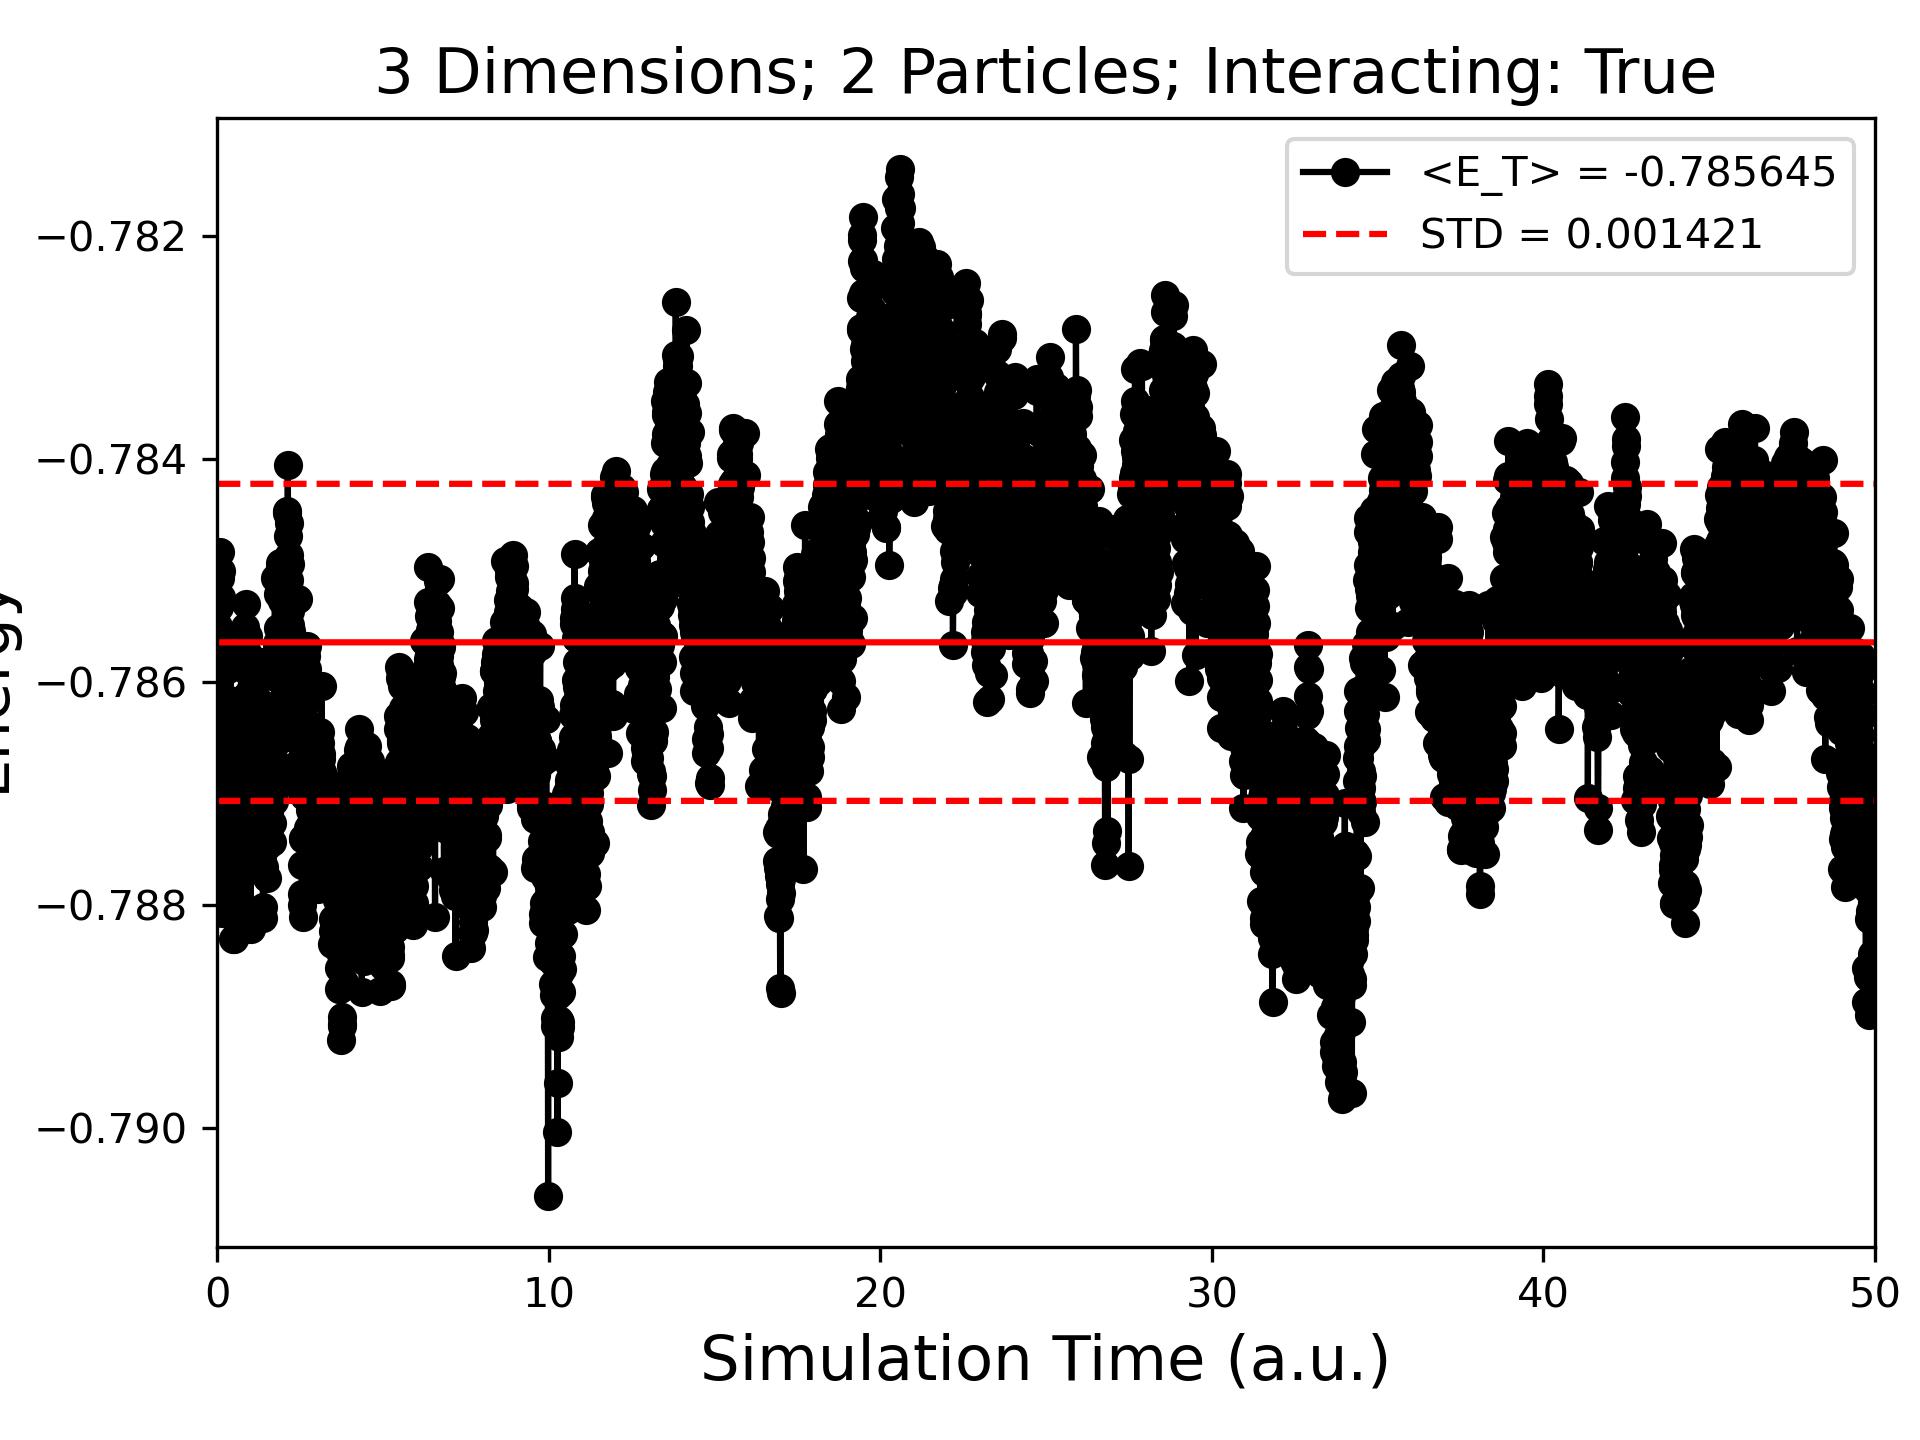 3 Dimensions; 2 Particles; Interacting: True
<E_T> = -0.785645
STD = 0.001421
−0.782
−0.784
−0.786
−0.788
−0.790
Energy
0 10 20 30 40 50
Simulation Time (a.u.)